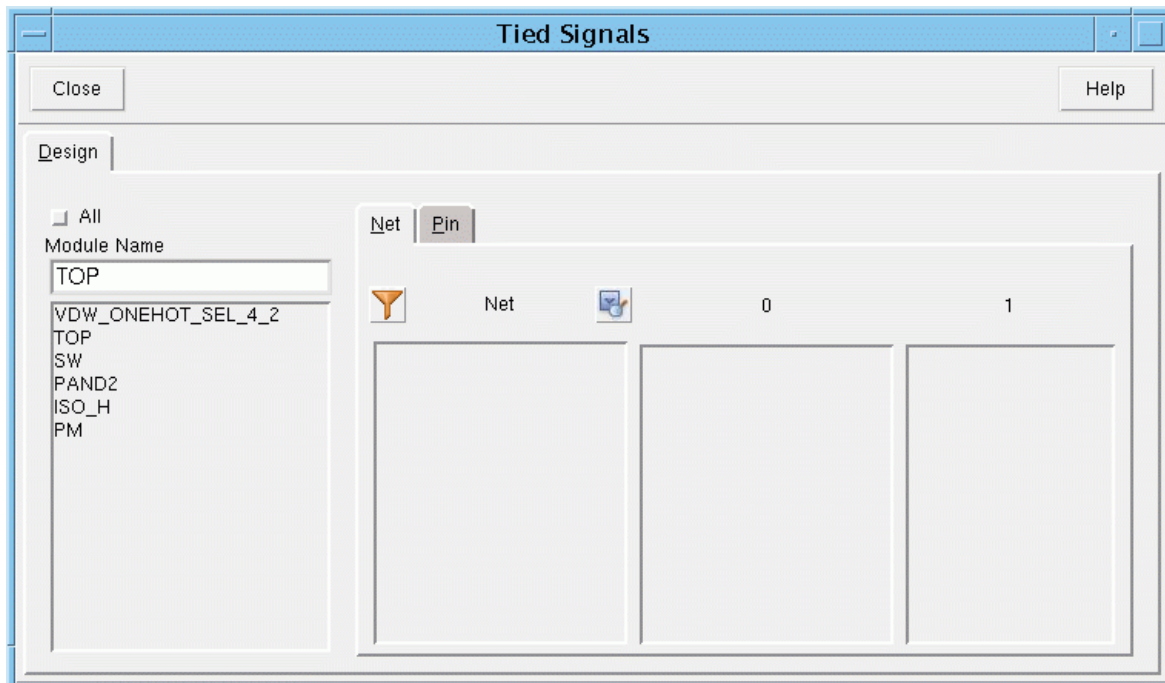 Tied Signals
Close
Help
Design
All
Module Name
TOP
VDW_ONEHOT_SEL_4_2
TOP
SW
PAND2
ISO_H
PM
Net Pin
Net 0 1